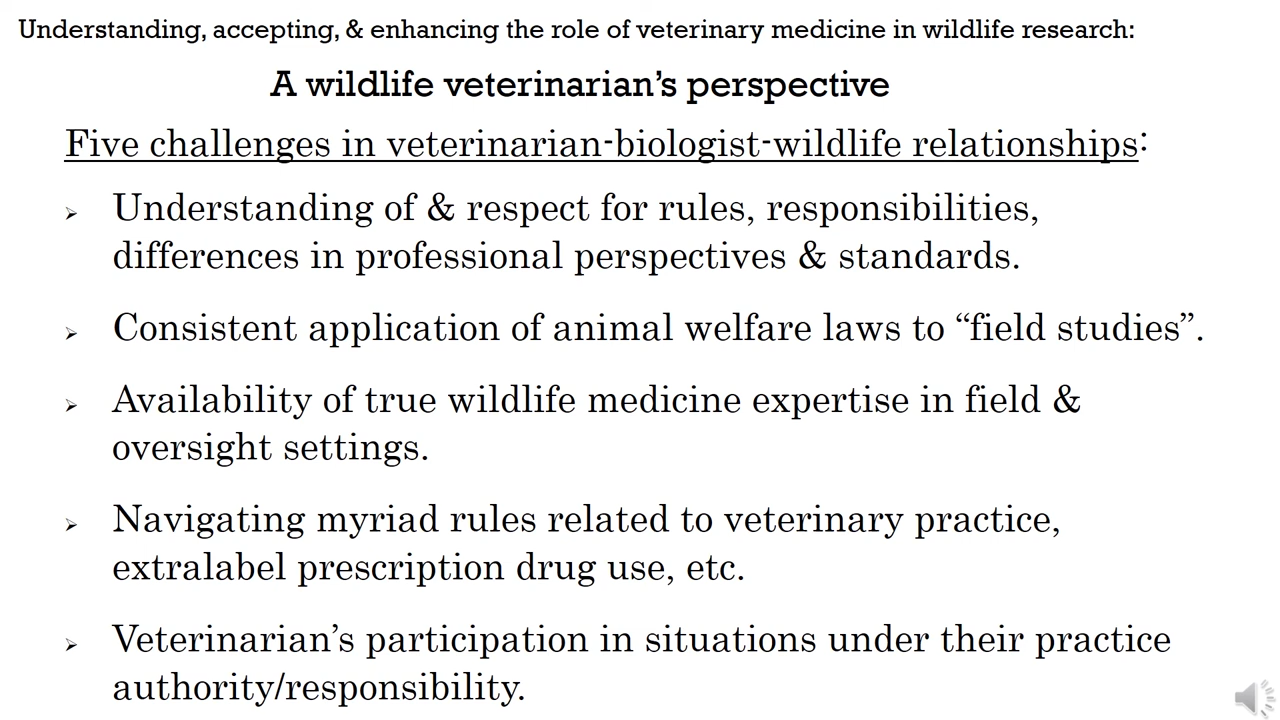 Understanding, accepting, & enhancing the role of veterinary medicine in wildlife research:
A wildlife veterinarian’s perspective
Five challenges in veterinarian-biologist-wildlife relationships:
Understanding of & respect for rules, responsibilities,
differences in professional perspectives & standards.
Consistent application of animal welfare laws to “field studies”.
Availability of true wildlife medicine expertise in field &
oversight settings.
Navigating myriad rules related to veterinary practice,
extralabel prescription drug use, etc.
Veterinarian’s participation in situations under their practice
authority/responsibility.